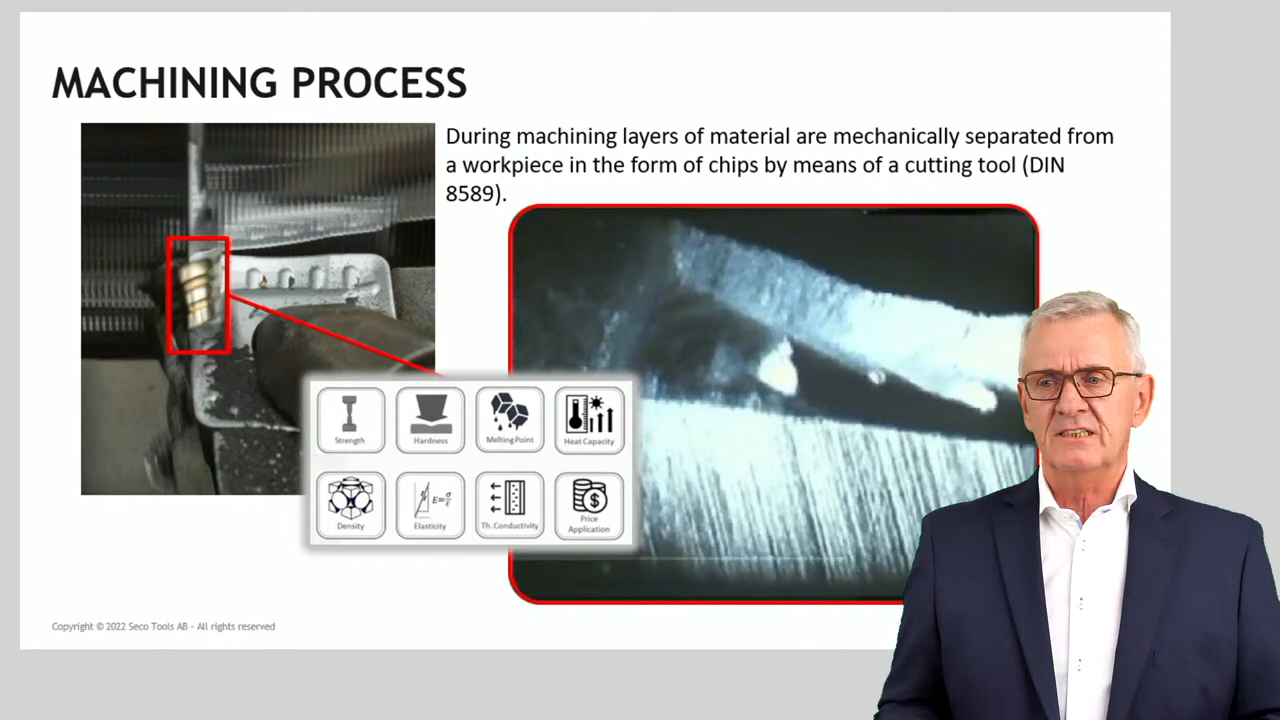 MACHINING PROCESS
During machining layers of material are mechanically separated from
a workpiece in the form of chips by means of a cutting tool (DIN
8589).
Strength
Hardness
Melting Point
Heat Capacity
Density
E=σ/ε
Elasticity
Th. Conductivity
$
Price
Application
Copyright © 2022 Seco Tools AB - All rights reserved